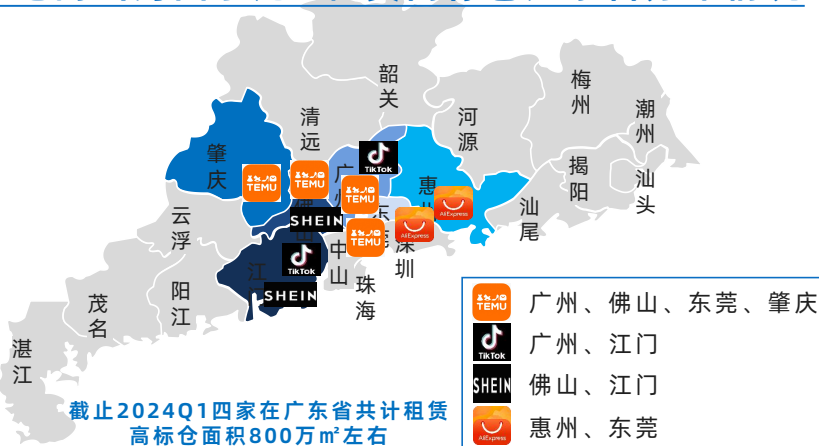 韶关
梅州
河源
潮州
清远
肇庆
TikTok
揭阳
汕头
TEMU
TEMU
广
TEMU
惠
AliExpress
云浮
SHEIN
AliExpress
汕尾
TEMU
深圳
中山
TikTok
江
SHEIN
珠海
阳江
茂名
湛江
TEMU
广州、佛山、东莞、肇庆
TikTok
广州、江门
SHEIN
佛山、江门
AliExpress
惠州、东莞
截止2024Q1四家在广东省共计租赁
高标仓面积800万㎡左右